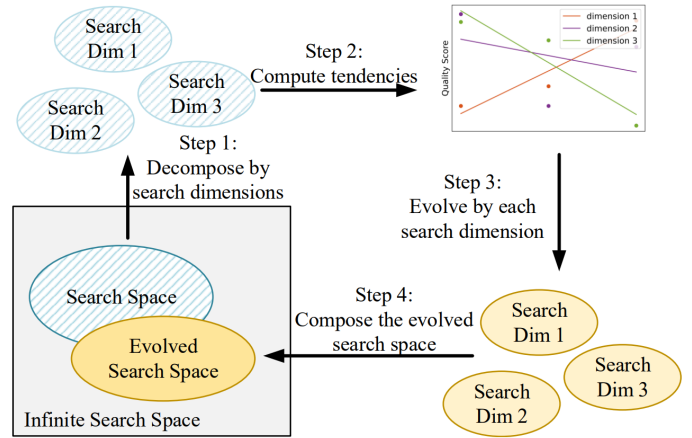 Search
Dim 1
Search
Dim 2
Search
Dim 3
Step 2:
Compute tendencies
Quality Score
dimension 1
dimension 2
dimension 3
Step 1:
Decompose by
search dimensions
Step 3:
Evolve by each
search dimension
Search Space
Evolved
Search Space
Infinite Search Space
Step 4:
Compose the evolved
search space
Search
Dim 1
Search
Dim 2
Search
Dim 3